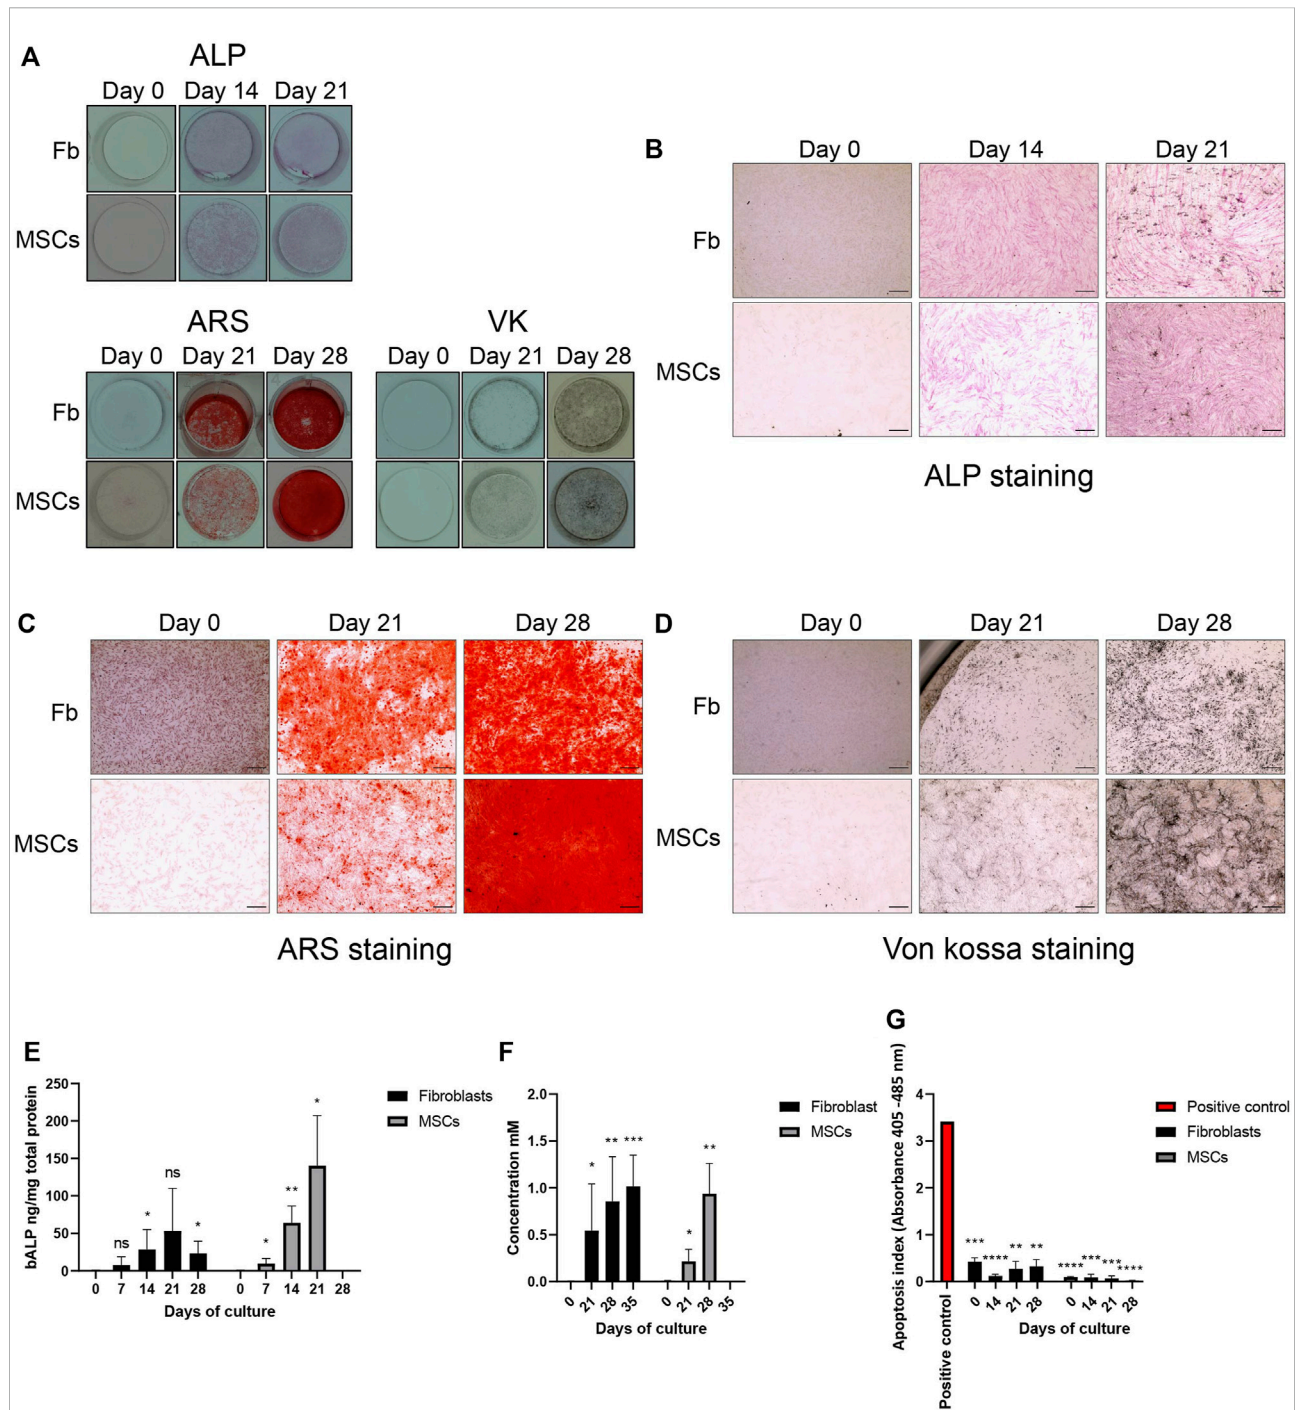 A
ALP
Day 0 Day 14 Day 21
Fb
MSCs
ARS
Day 0 Day 21 Day 28
Fb
MSCs
VK
Day 0 Day 21 Day 28
B
Day 0 Day 14 Day 21
Fb
MSCs
ALP staining
C
Day 0 Day 21 Day 28
Fb
MSCs
ARS staining
D
Day 0 Day 21 Day 28
Fb
MSCs
Von kossa staining
E
bALP ng/mg total protein
250
200
150
100
50
0
ns * ns * * ** *
0 7 14 21 28 0 7 14 21 28
Days of culture
Fibroblasts
MSCs
F
Concentration mM
2.0
1.5
1.0
0.5
0.0
* ** *** * **
0 21 28 35 0 21 28 35
Days of culture
Fibroblast
MSCs
G
Apoptosis index (Absorbance 405 -485 nm)
4
3
2
1
0
*** **** ** ** **** *** *** ****
Positive control
0 14 21 28 0 14 21 28
Days of culture
Positive control
Fibroblasts
MSCs